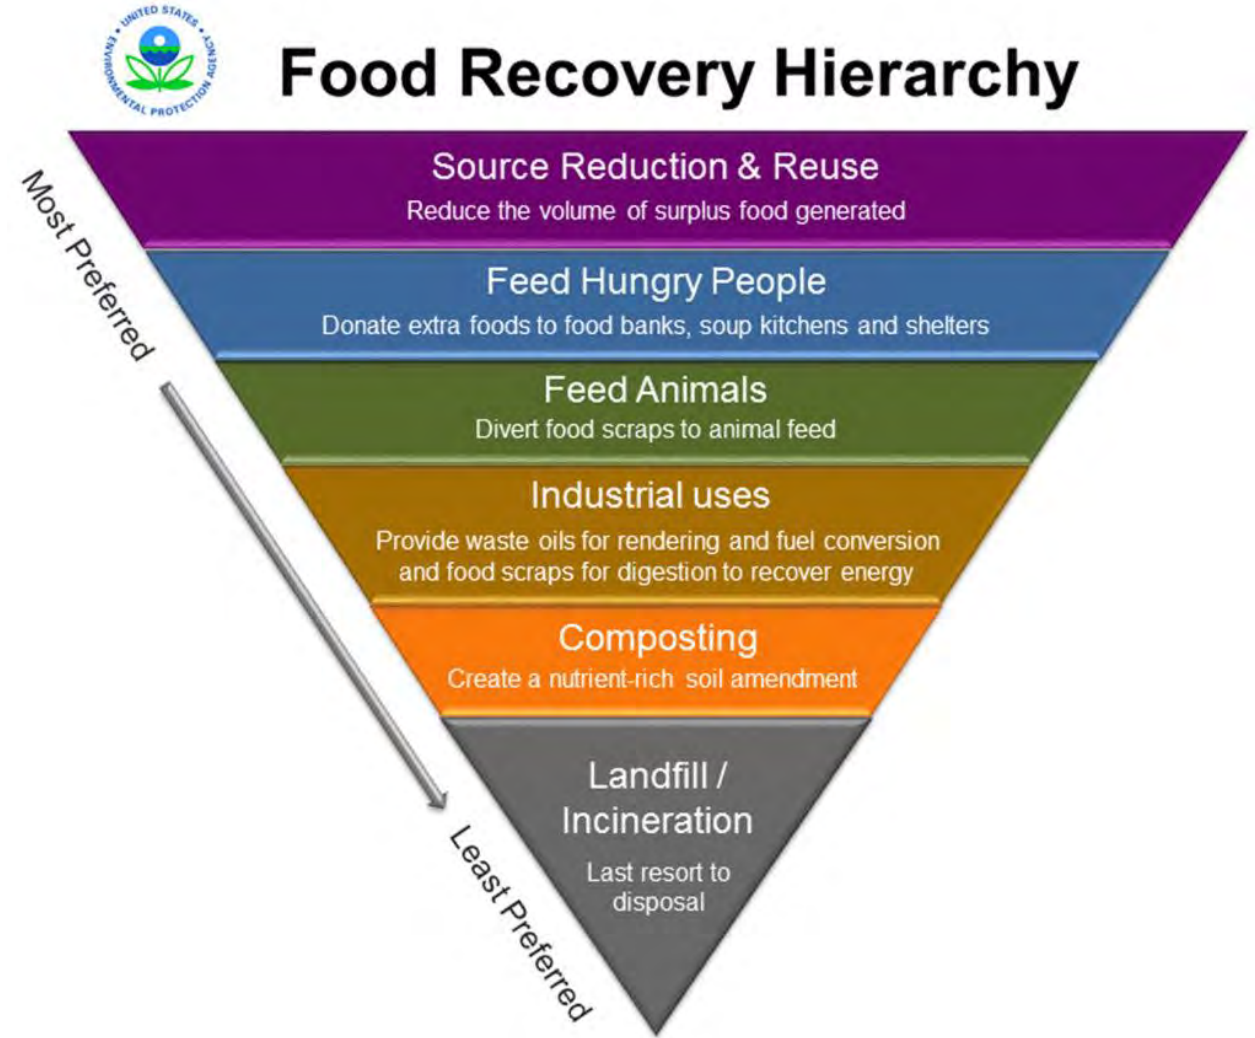 UNITED STATES
ENVIRONMENTAL PROTECTION AGENCY
Food Recovery Hierarchy
Most Preferred
Source Reduction & Reuse
Reduce the volume of surplus food generated
Feed Hungry People
Donate extra foods to food banks, soup kitchens and shelters
Feed Animals
Divert food scraps to animal feed
Industrial uses
Provide waste oils for rendering and fuel conversion
and food scraps for digestion to recover energy
Composting
Create a nutrient-rich soil amendment
Landfill /
Incineration
Last resort to
disposal
Least Preferred